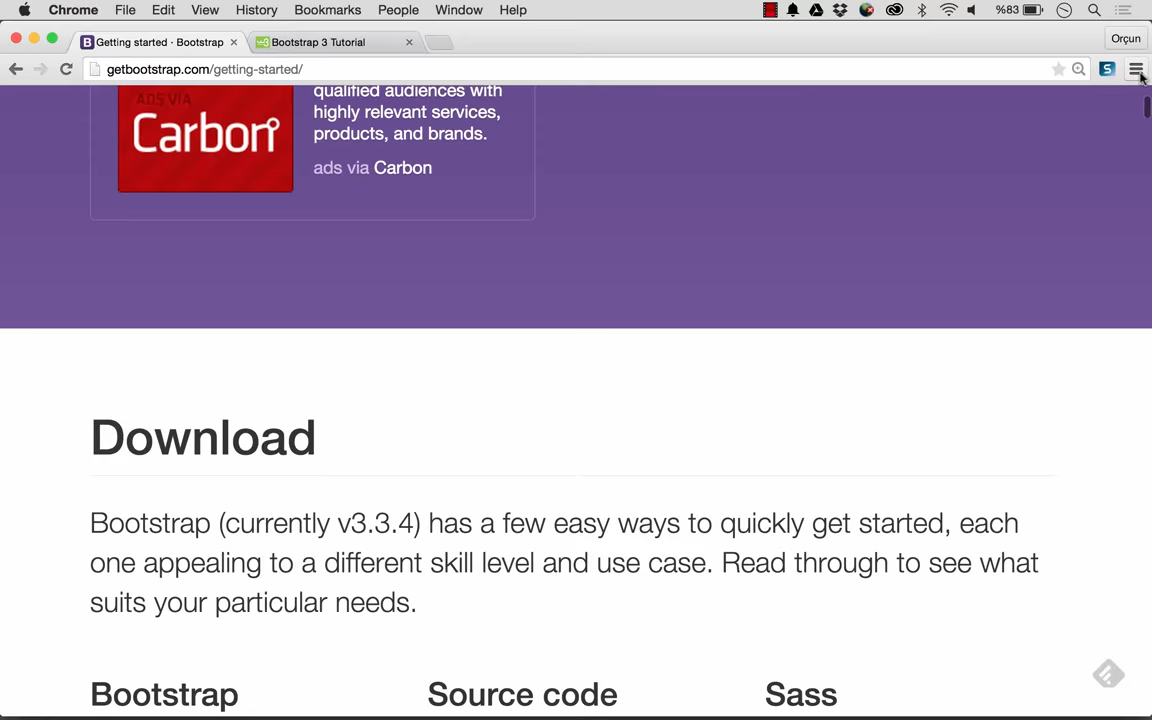 Chrome File Edit View History Bookmarks People Window Help %83
Getting started · Bootstrap Bootstrap 3 Tutorial Orçun
getbootstrap.com/getting-started/ S
ADS VIA
Carbon
qualified audiences with
highly relevant services,
products, and brands.
ads via Carbon
Download
Bootstrap (currently v3.3.4) has a few easy ways to quickly get started, each
one appealing to a different skill level and use case. Read through to see what
suits your particular needs.
Bootstrap Source code Sass